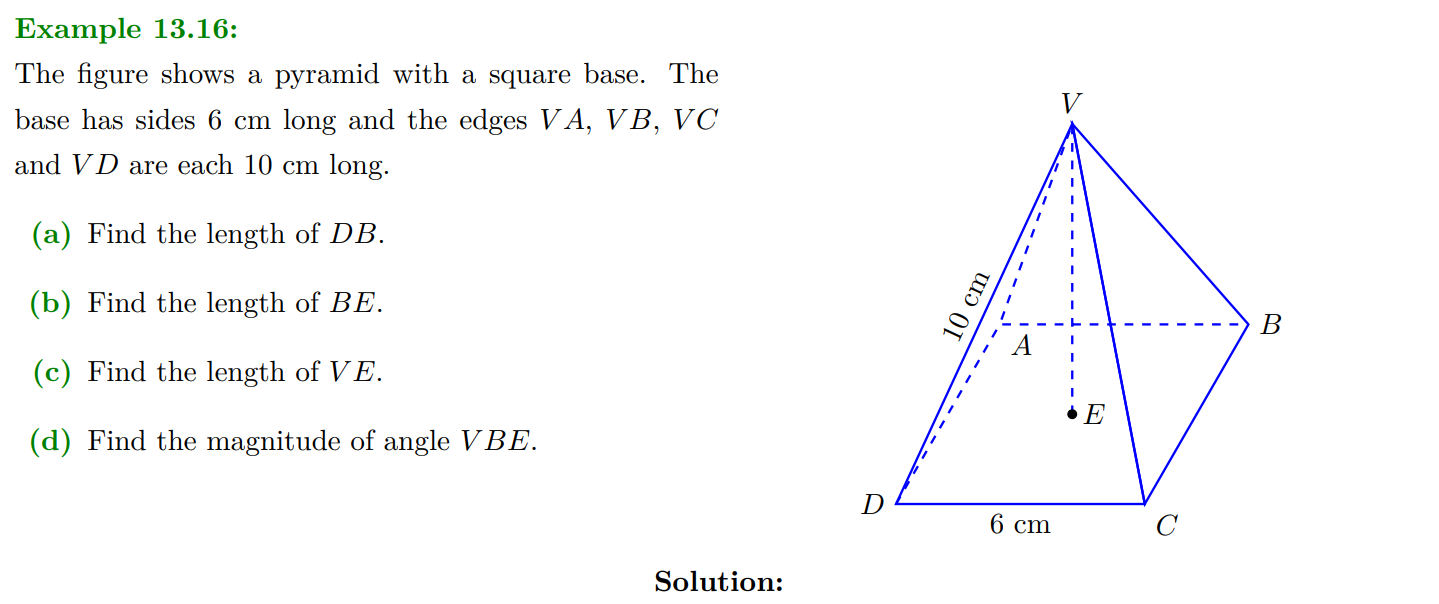 Example 13.16:
The figure shows a pyramid with a square base. The
base has sides 6 cm long and the edges VA, VB, VC
and VD are each 10 cm long.
(a) Find the length of DB.
(b) Find the length of BE.
(c) Find the length of VE.
(d) Find the magnitude of angle VBE.
V
10 cm
A
B
E
D
6 cm
C
Solution: